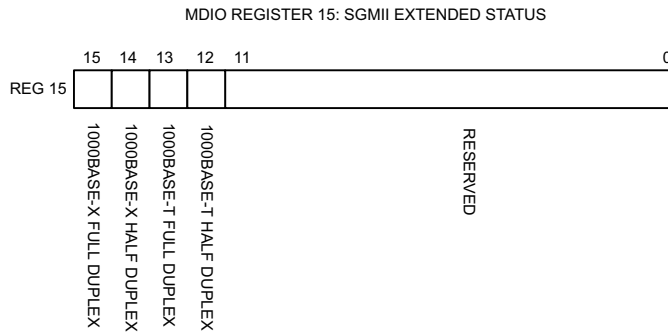 MDIO REGISTER 15: SGMII EXTENDED STATUS
15 14 13 12 11 0
REG 15
1000BASE-X FULL DUPLEX
1000BASE-X HALF DUPLEX
1000BASE-T FULL DUPLEX
1000BASE-T HALF DUPLEX
RESERVED